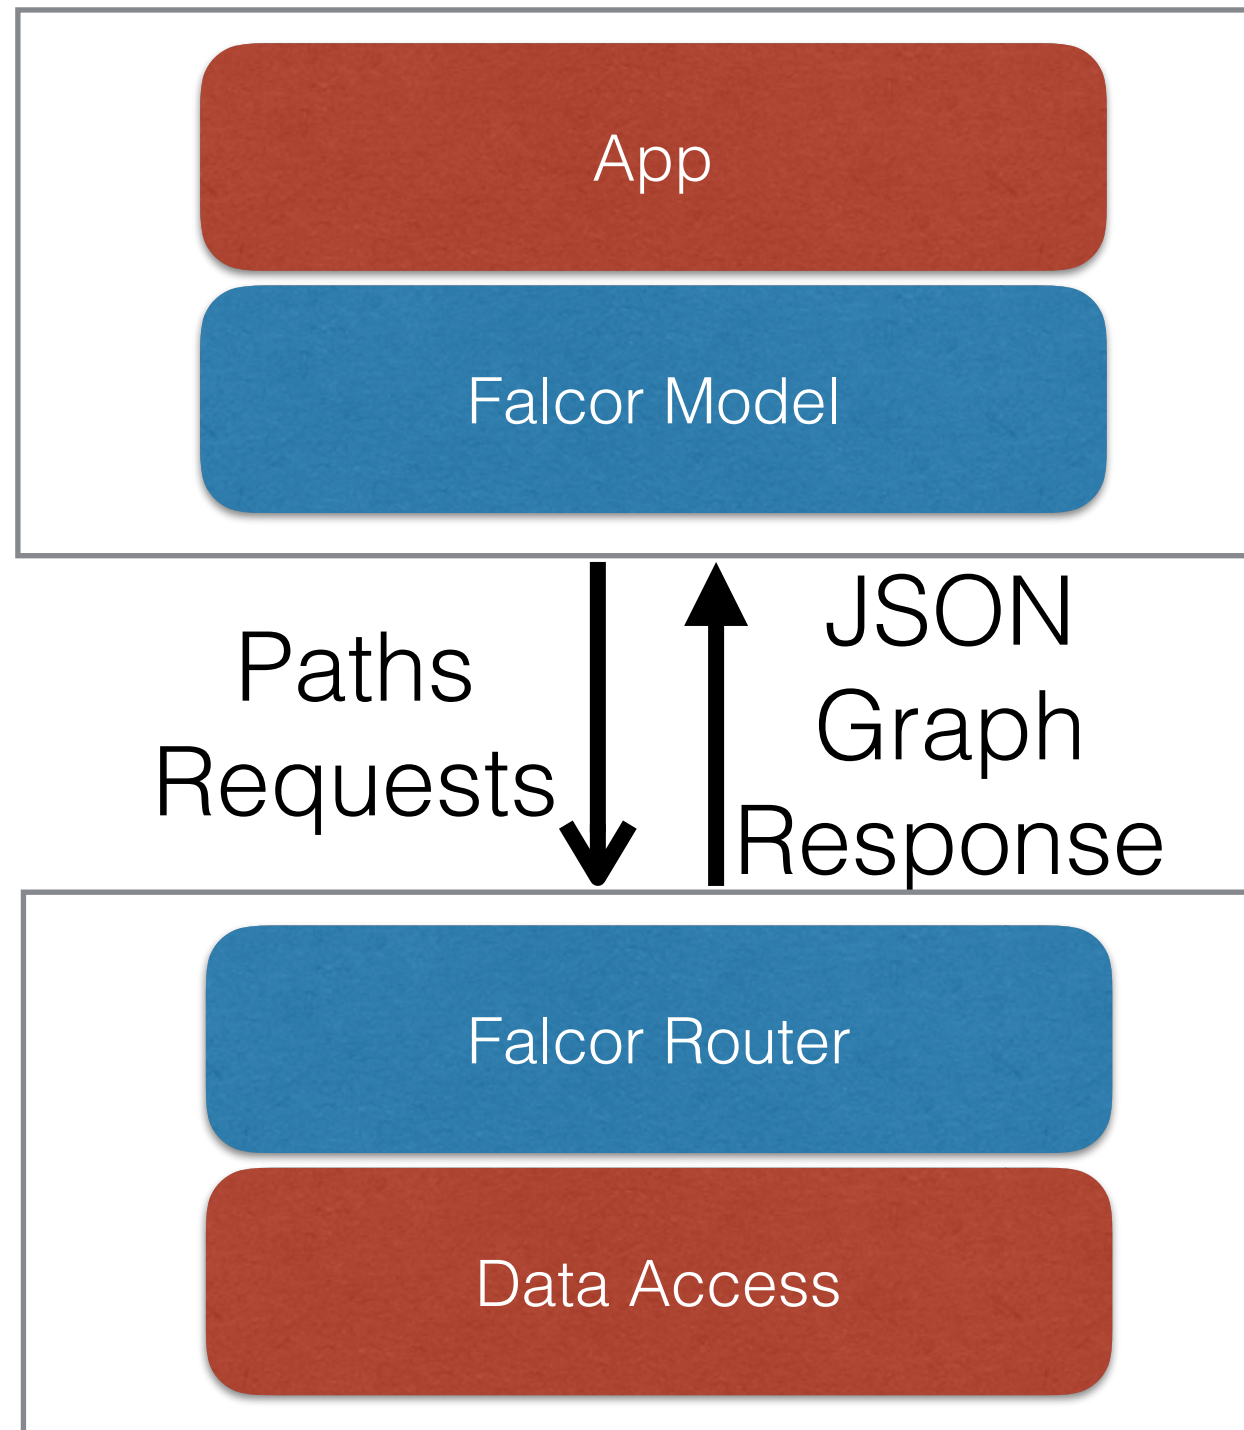 App
Falcor Model
Paths
Requests
JSON
Graph
Response
Falcor Router
Data Access